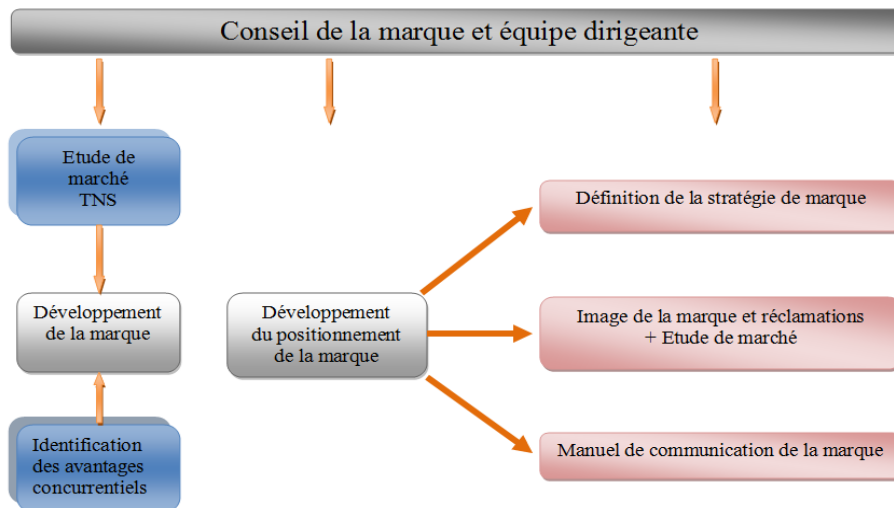 Conseil de la marque et équipe dirigeante
Etude de
marché
TNS
Développement
de la marque
Identification
des avantages
concurrentiels
Développement
du positionnement
de la marque
Définition de la stratégie de marque
Image de la marque et réclamations
+ Etude de marché
Manuel de communication de la marque